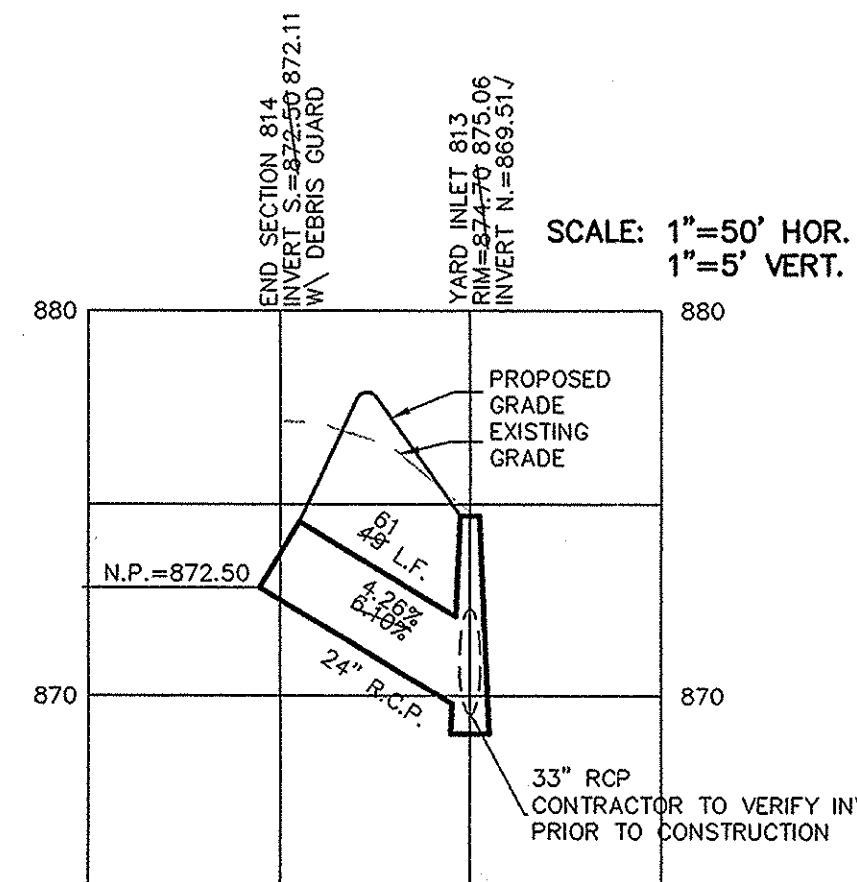 END SECTION 814
INVERT S.=872.50 872.11
W\ DEBRIS GUARD
YARD INLET 813
RIM=874.70 875.06
INVERT N.=869.51
SCALE: 1"=50' HOR.
1"=5' VERT.
880
880
PROPOSED
GRADE
EXISTING
GRADE
61
49 L.F.
N.P.=872.50
4.26%
6.10%
24" R.C.P.
870
870
33" RCP
CONTRACTOR TO VERIFY IN
PRIOR TO CONSTRUCTION